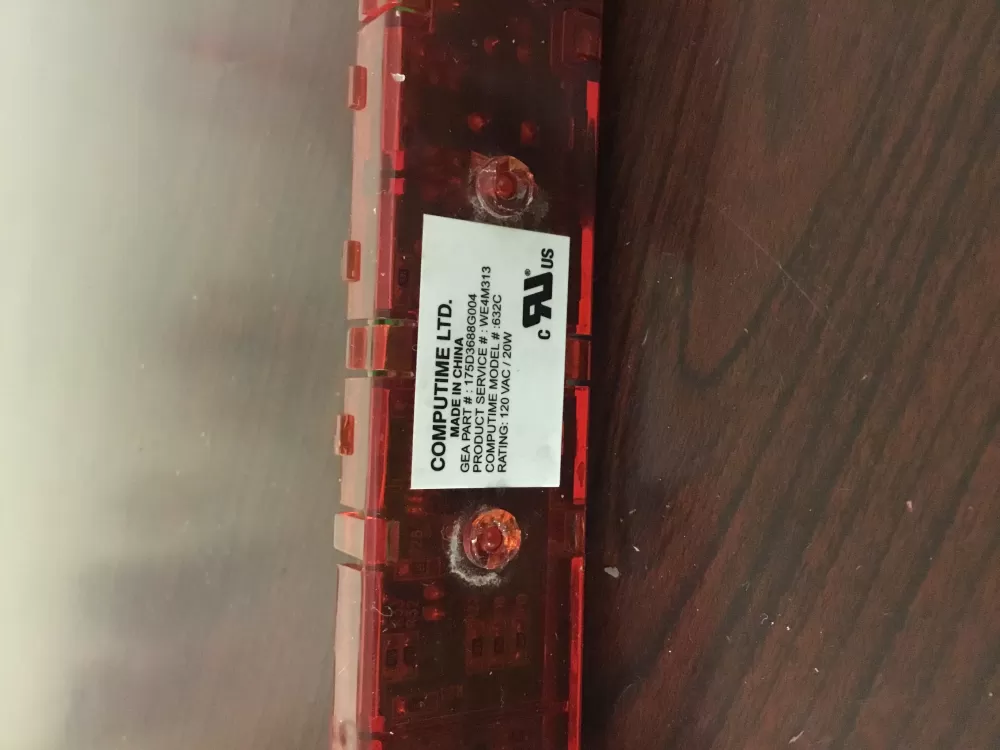 COMPUTIME LTD.
MADE IN CHINA
GEA PART # : 175D3688G004
PRODUCT SERVICE # : WE4M313
COMPUTIME MODEL # :632C
RATING: 120 VAC / 20W
c RU ® US